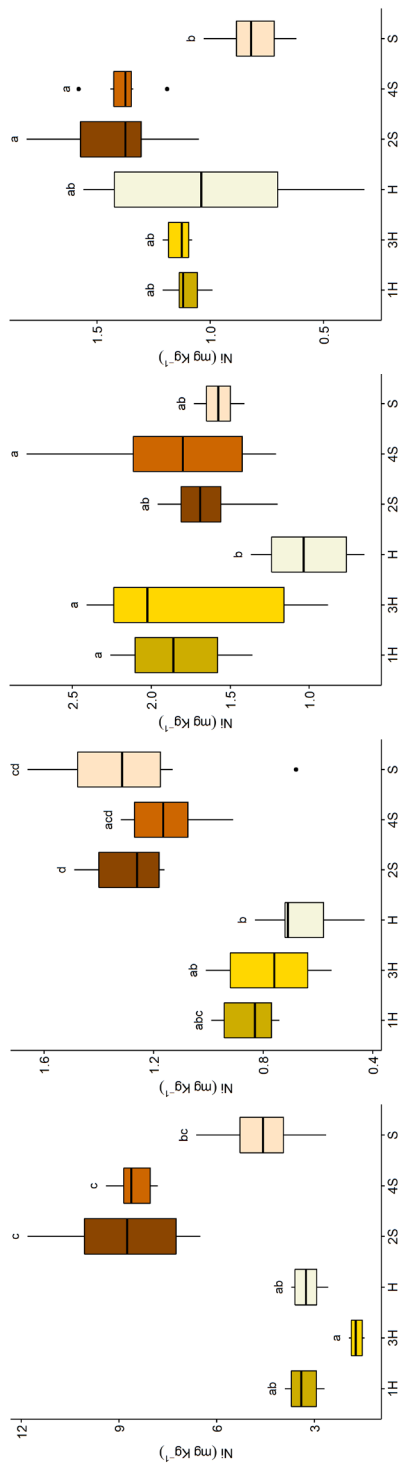 Ni (mg Kg⁻¹)
12
9
6
3
ab
a
ab
c
c
bc
1H 3H H 2S 4S S
Ni (mg Kg⁻¹)
1.6
1.2
0.8
0.4
abc
ab
b
d
acd
cd
1H 3H H 2S 4S S
Ni (mg Kg⁻¹)
2.5
2.0
1.5
1.0
a
a
b
ab
a
ab
1H 3H H 2S 4S S
Ni (mg Kg⁻¹)
1.5
1.0
0.5
ab
ab
ab
a
a
b
1H 3H H 2S 4S S